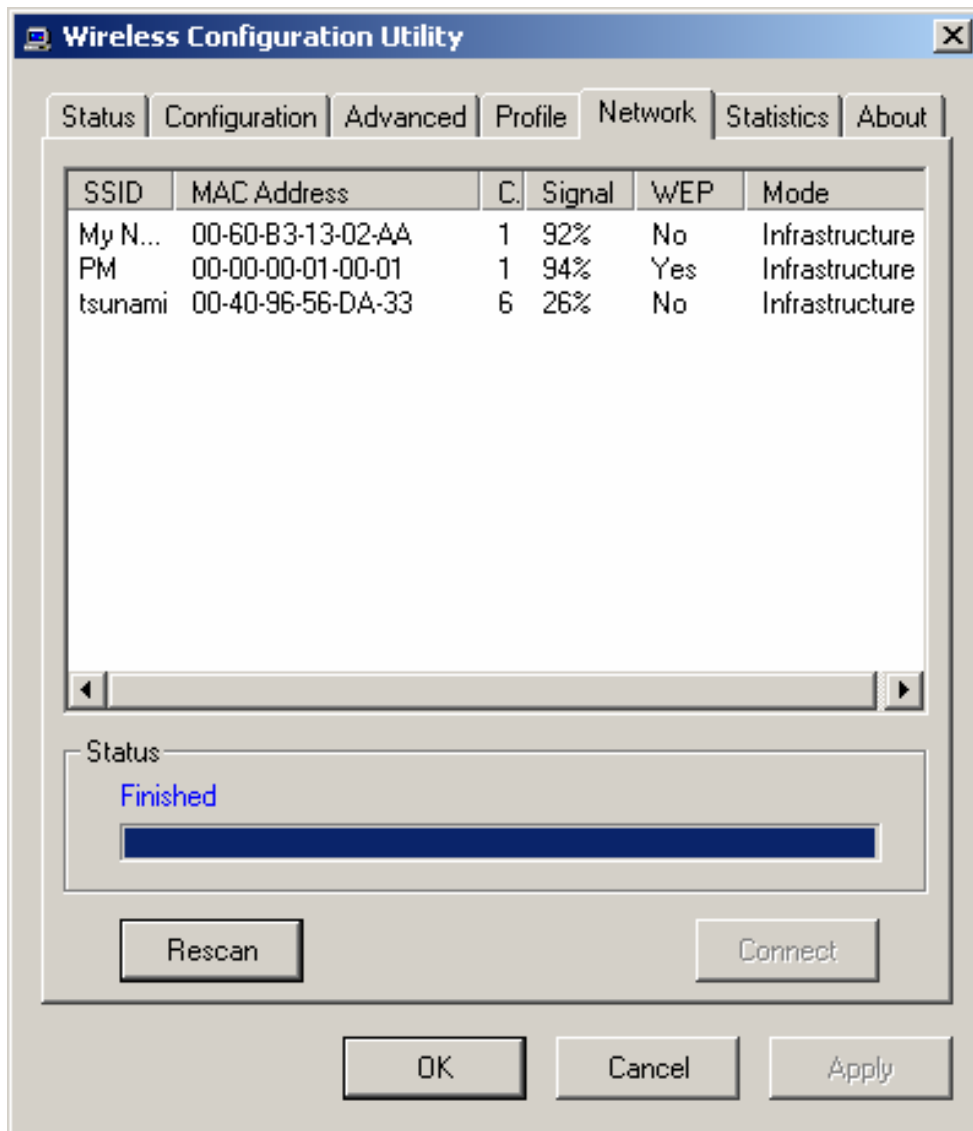 Wireless Configuration Utility
Status Configuration Advanced Profile Network Statistics About
SSID MAC Address C. Signal WEP Mode
My N... 00-60-B3-13-02-AA 1 92% No Infrastructure
PM 00-00-00-01-00-01 1 94% Yes Infrastructure
tsunami 00-40-96-56-DA-33 6 26% No Infrastructure
Status
Finished
Rescan Connect
OK Cancel Apply